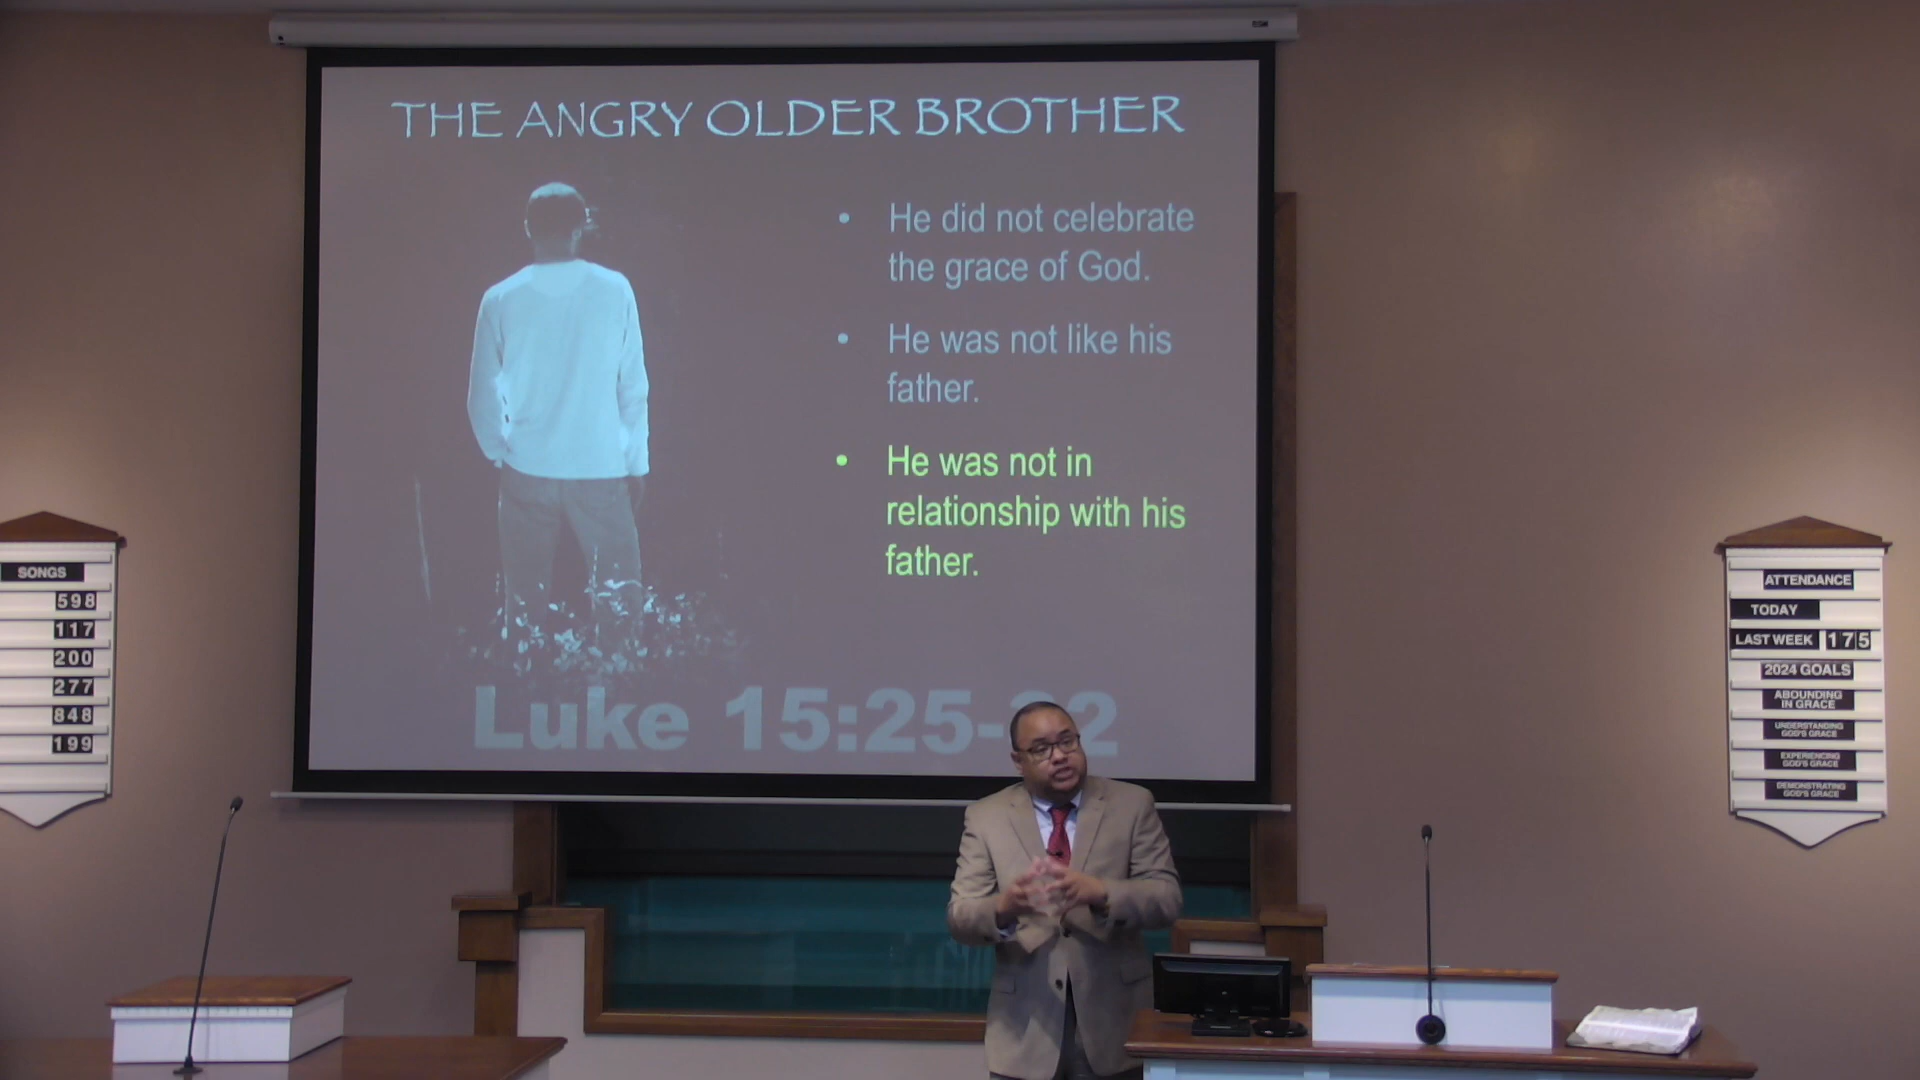 THE ANGRY OLDER BROTHER
• He did not celebrate
the grace of God.
• He was not like his
father.
• He was not in
relationship with his
father.
Luke 15:25-32
SONGS
598
117
200
277
848
199
ATTENDANCE
TODAY
LAST WEEK 175
2024 GOALS
ABOUNDING
IN GRACE
UNDERSTANDING
GOD'S GRACE
EXPERIENCING
GOD'S GRACE
DEMONSTRATING
GOD'S GRACE